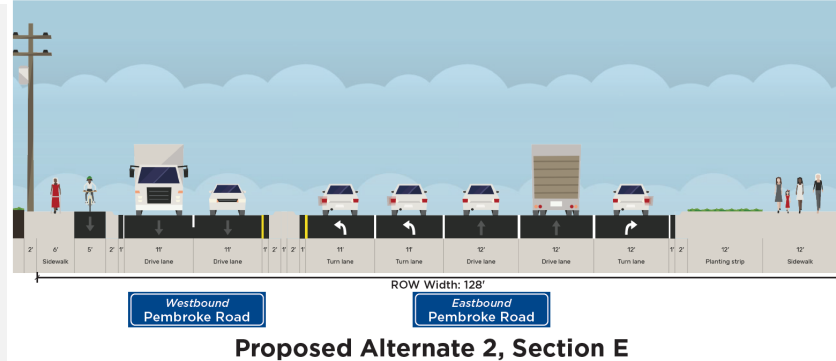 2' 6' 5' 2' 1' 11' 11' 1' 2' 1' 2' 1' 11' 11' 12' 12' 12' 1' 2' 12' 12'
Sidewalk Drive lane Drive lane Turn lane Turn lane Drive lane Drive lane Turn lane Planting strip Sidewalk
ROW Width: 128'
Westbound
Pembroke Road
Eastbound
Pembroke Road
Proposed Alternate 2, Section E